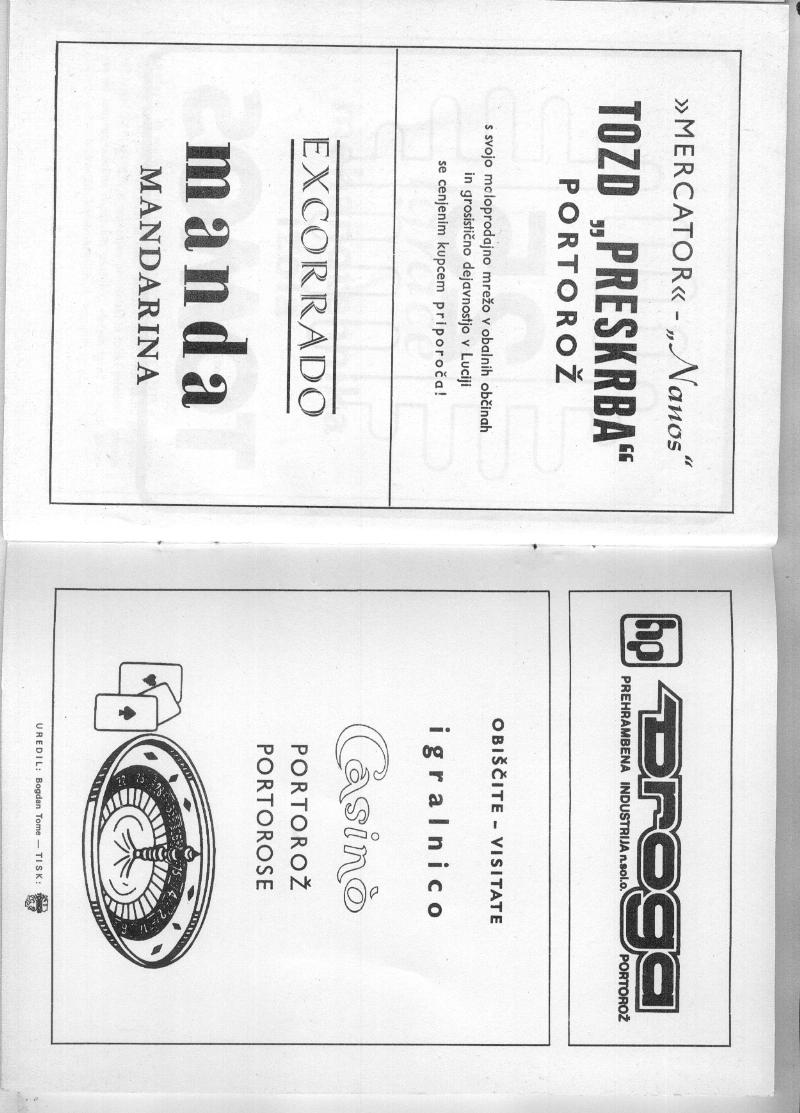 »MERCATOR« - „Nanos“
TOZD „PRESKRBA“
PORTOROŽ
s svojo maloprodajno mrežo v obalnih občinah
in grosistično dejavnostjo v Luciji
se cenjenim kupcem priporoča!
EXCORRADO
manda
MANDARINA
hp
Droga
PREHRAMBENA INDUSTRIJA n.sol.o. PORTOROŽ
OBIŠČITE – VISITATE
igralnico
Casinò
PORTOROŽ
PORTOROSE
UREDIL: Bogdan Tome — TISK: